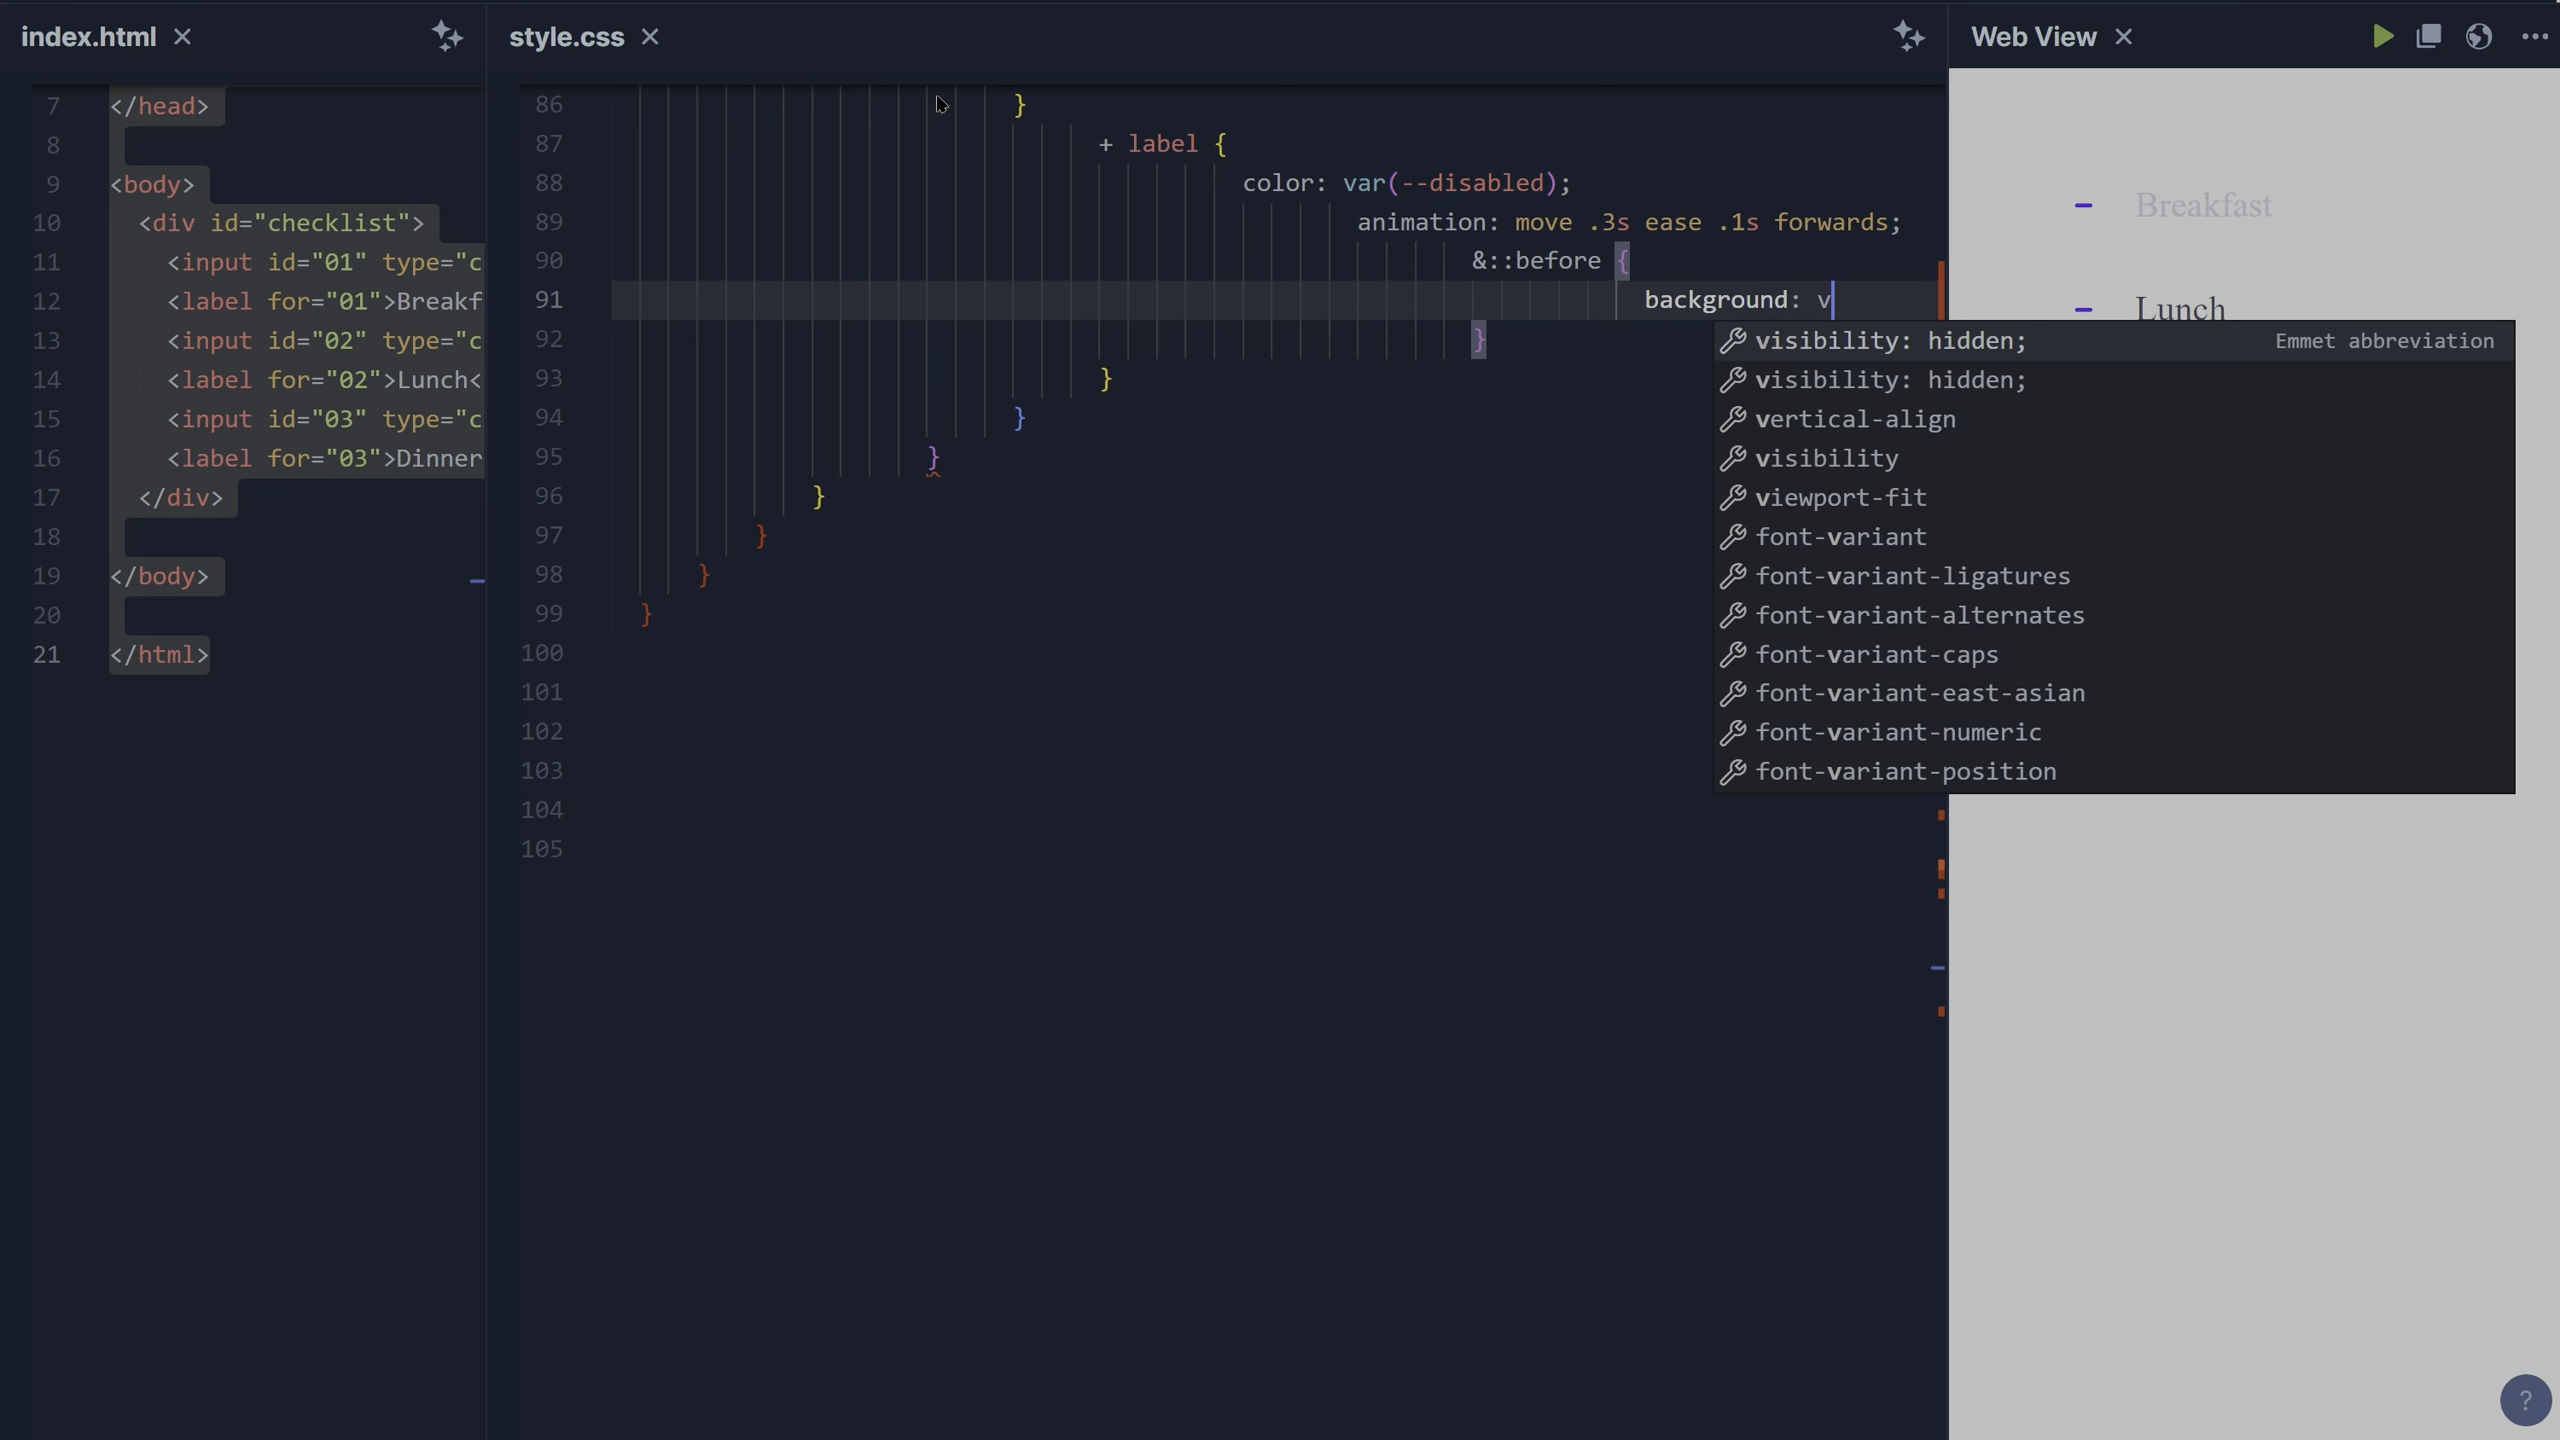 index.html
7 </head>
8
9 <body>
10 <div id="checklist">
11 <input id="01" type="c
12 <label for="01">Breakf
13 <input id="02" type="c
14 <label for="02">Lunch<
15 <input id="03" type="c
16 <label for="03">Dinner
17 </div>
18
19 </body>
20
21 </html>
style.css
86 }
87 + label {
88 color: var(--disabled);
89 animation: move .3s ease .1s forwards;
90 &::before {
91 background: v
92 }
93 }
94 }
95 }
96 }
97 }
98 }
99 }
100
101
102
103
104
105
visibility: hidden; Emmet abbreviation
visibility: hidden;
vertical-align
visibility
viewport-fit
font-variant
font-variant-ligatures
font-variant-alternates
font-variant-caps
font-variant-east-asian
font-variant-numeric
font-variant-position
Web View
Breakfast
Lunch
?